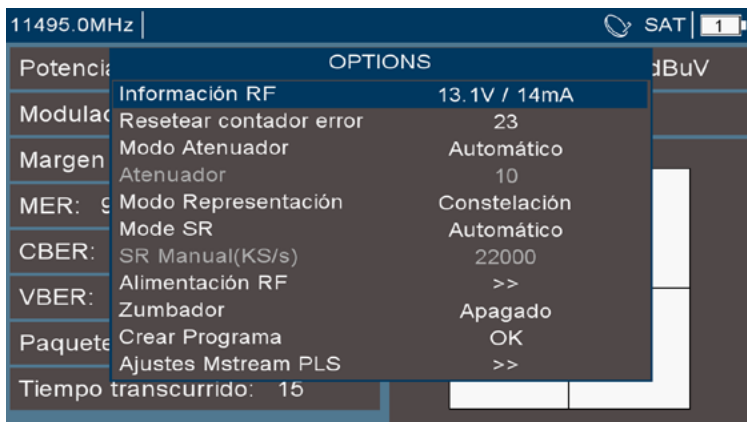 11495.0MHz SAT 1
OPTIONS
Potencia dBuV
Información RF 13.1V / 14mA
Modulac
Resetear contador error 23
Modo Atenuador Automático
Margen
Atenuador 10
MER: 9
Modo Representación Constelación
Mode SR Automático
CBER:
SR Manual(KS/s) 22000
Alimentación RF >>
VBER:
Zumbador Apagado
Crear Programa OK
Paquete
Ajustes Mstream PLS >>
Tiempo transcurrido: 15